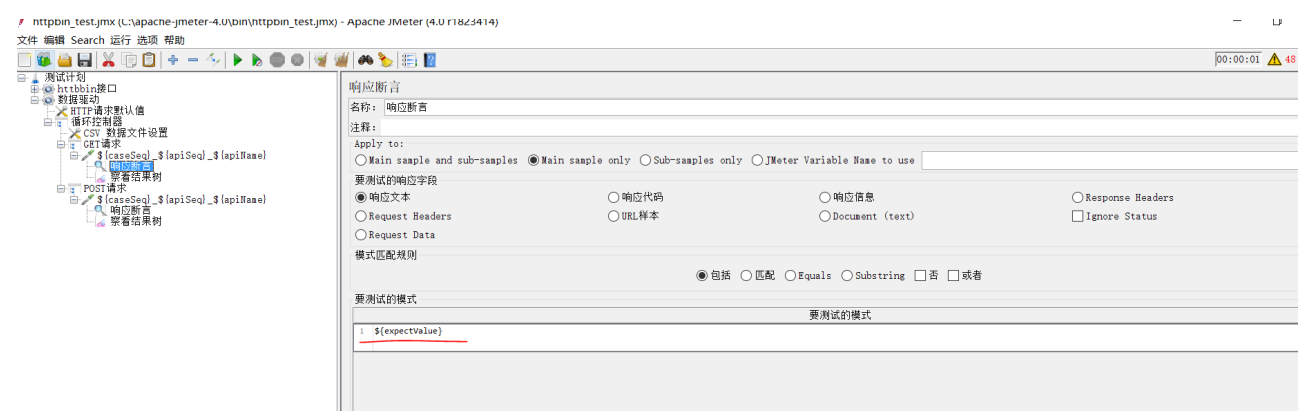 httpbin_test.jmx (C:\apache-jmeter-4.0\bin\httpbin_test.jmx) - Apache JMeter (4.0 r1823414)
文件 编辑 Search 运行 选项 帮助
00:00:01 48
测试计划
httbbin接口
数据驱动
HTTP请求默认值
循环控制器
CSV 数据文件设置
GET请求
${caseSeq}_${apiSeq}_${apiName}
响应断言
察看结果树
POST请求
${caseSeq}_${apiSeq}_${apiName}
响应断言
察看结果树
响应断言
名称： 响应断言
注释：
Apply to:
Main sample and sub-samples Main sample only Sub-samples only JMeter Variable Name to use
要测试的响应字段
响应文本 响应代码 响应信息 Response Headers
Request Headers URL样本 Document (text) Ignore Status
Request Data
模式匹配规则
包括 匹配 Equals Substring 否 或者
要测试的模式
要测试的模式
1 ${expectValue}